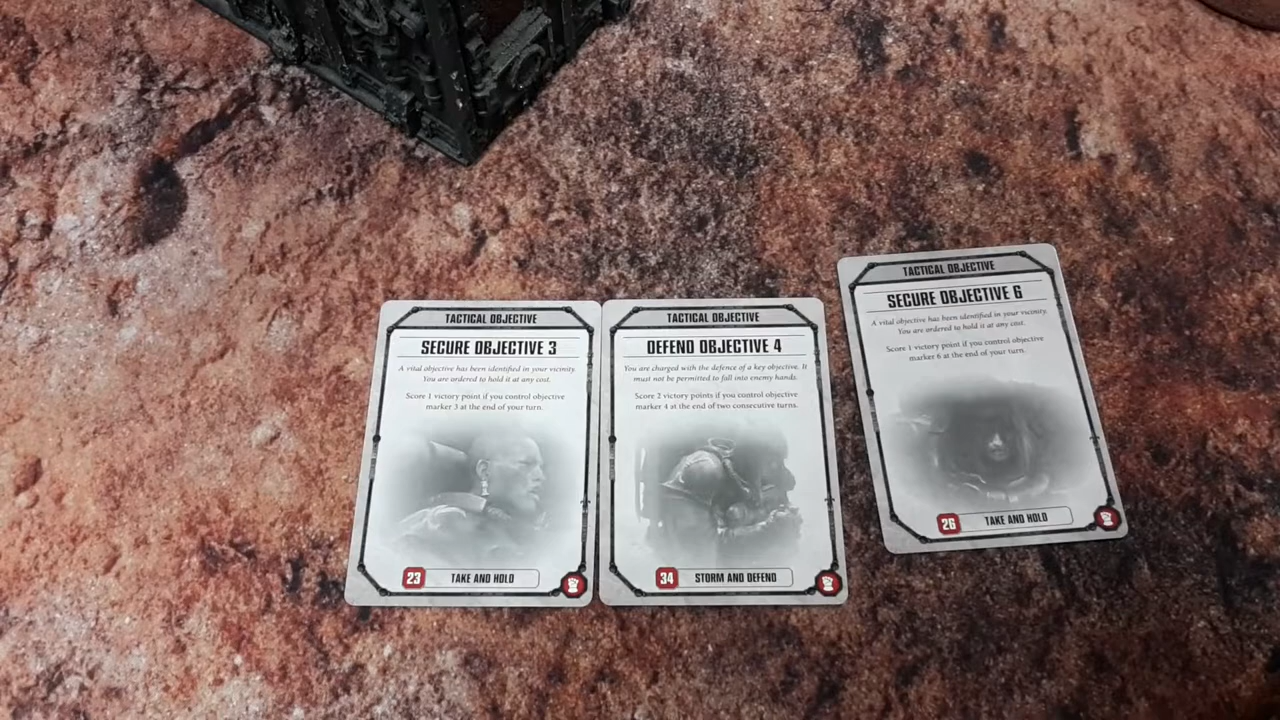 TACTICAL OBJECTIVE
SECURE OBJECTIVE 3
A vital objective has been identified in your vicinity.
You are ordered to hold it at any cost.
Score 1 victory point if you control objective
marker 3 at the end of your turn.
23 TAKE AND HOLD
TACTICAL OBJECTIVE
DEFEND OBJECTIVE 4
You are charged with the defence of a key objective. It
must not be permitted to fall into enemy hands.
Score 2 victory points if you control objective
marker 4 at the end of two consecutive turns.
34 STORM AND DEFEND
TACTICAL OBJECTIVE
SECURE OBJECTIVE 6
A vital objective has been identified in your vicinity.
You are ordered to hold it at any cost.
Score 1 victory point if you control objective
marker 6 at the end of your turn.
26 TAKE AND HOLD